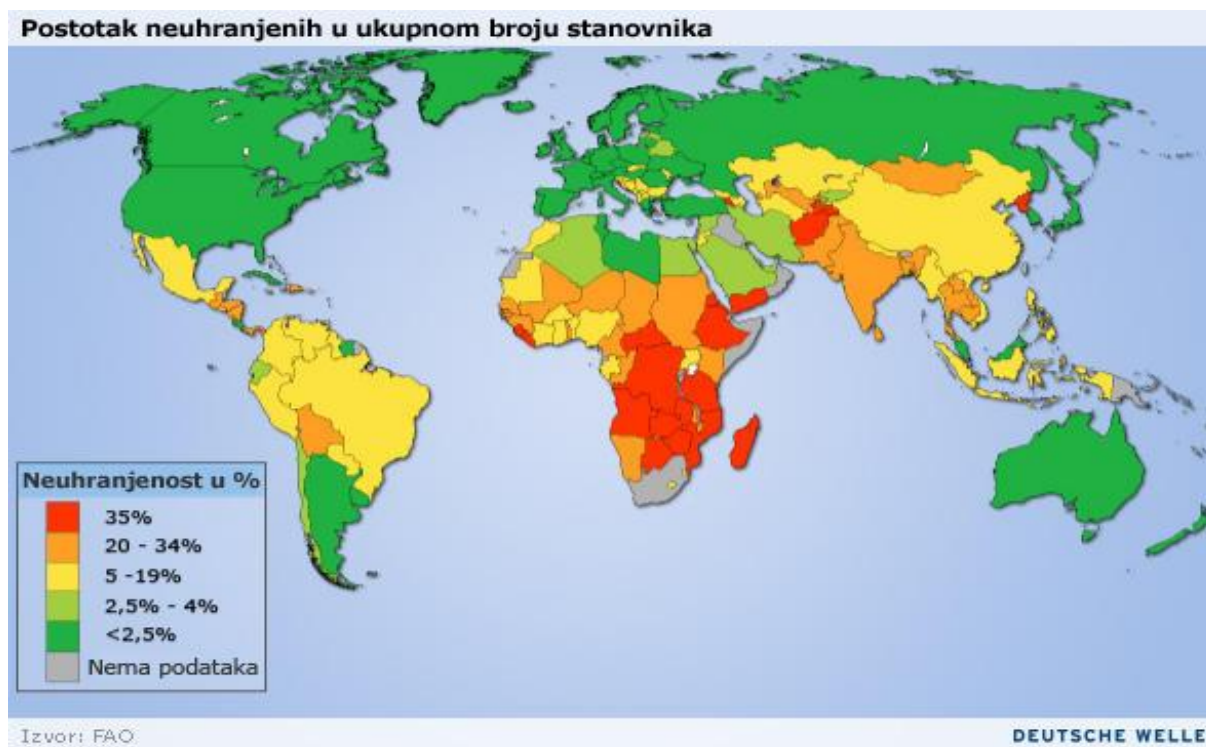 Postotak neuhranjenih u ukupnom broju stanovnika
Neuhranjenost u %
35%
20 - 34%
5 -19%
2,5% - 4%
<2,5%
Nema podataka
Izvor: FAO
DEUTSCHE WELLE